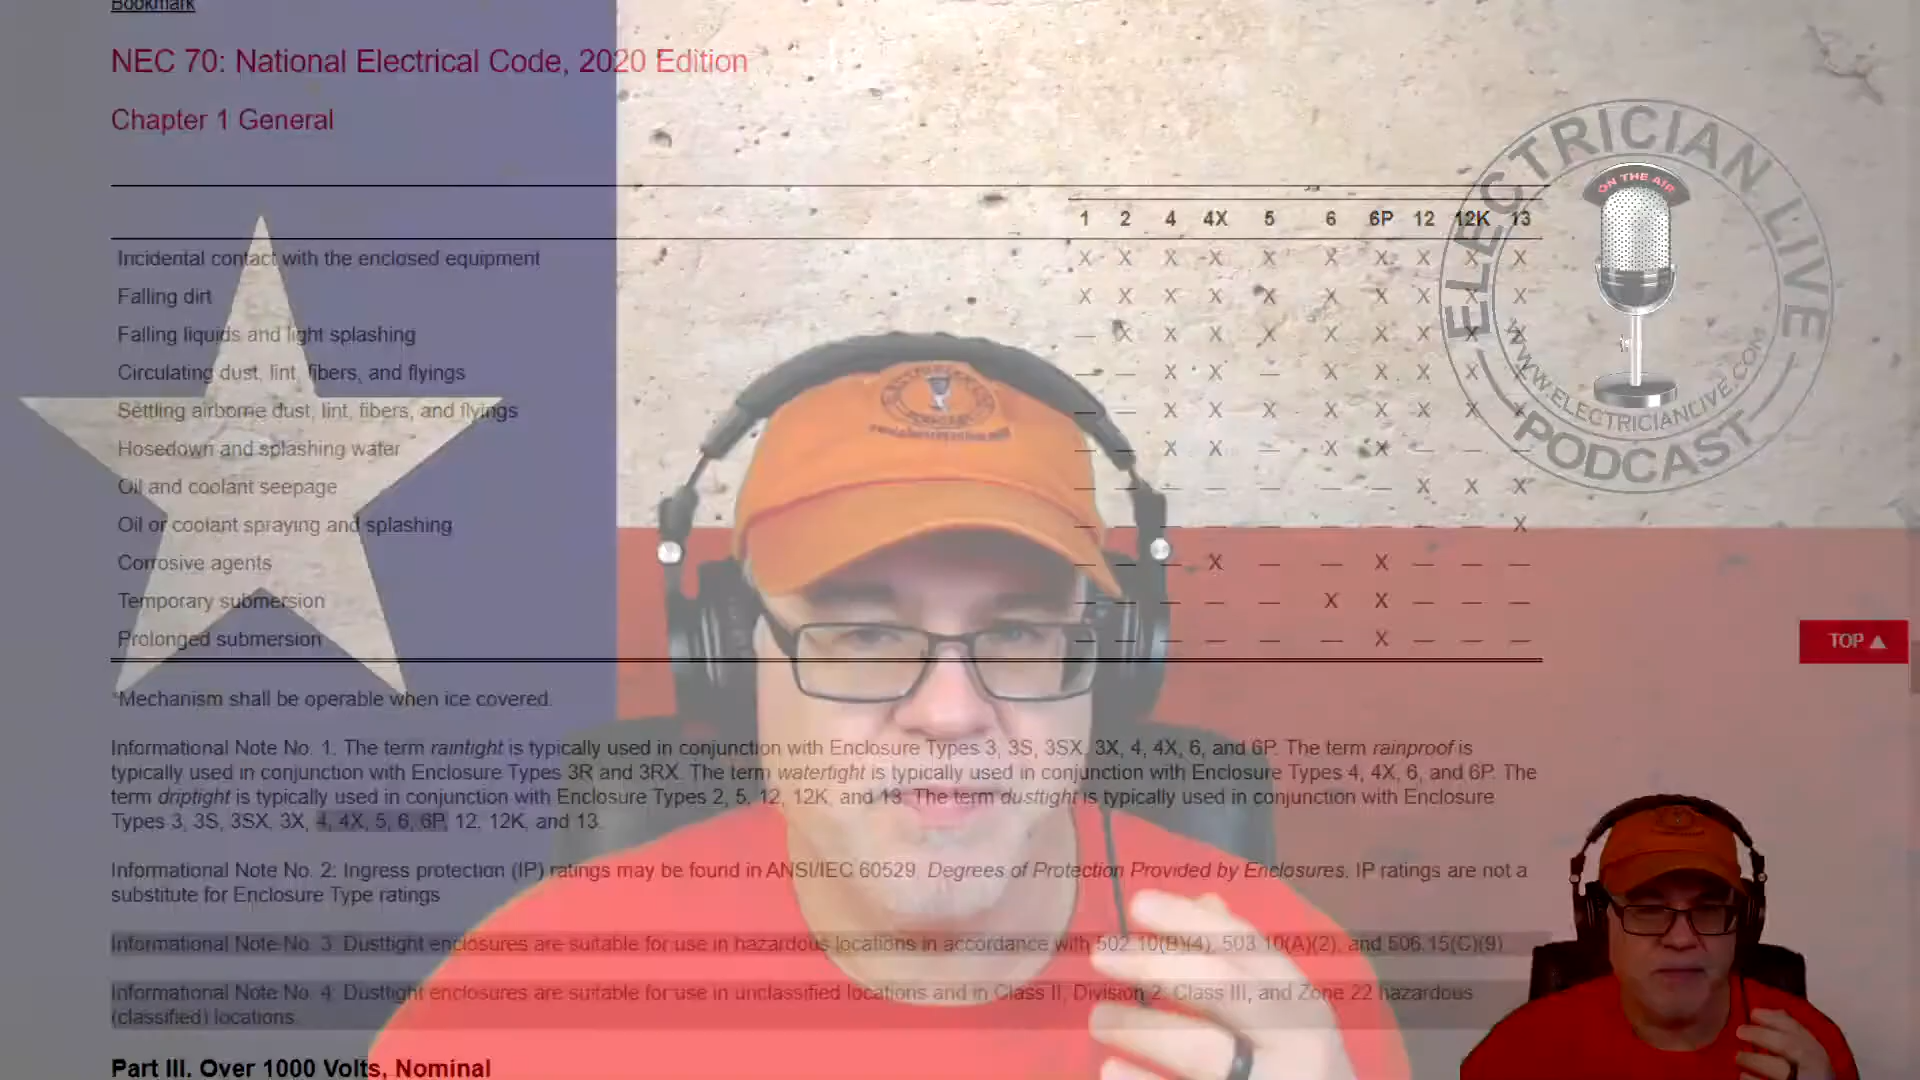 Bookmark
NEC 70: National Electrical Code, 2020 Edition
Chapter 1 General
1 2 4 4X 5 6 6P 12 12K 13
Incidental contact with the enclosed equipment X X X X X X X X X X
Falling dirt X X X X X X X X X X
Falling liquids and light splashing — X X X X X X X X X
Circulating dust, lint, fibers, and flyings — — X X — X X X X X
Settling airborne dust, lint, fibers, and flyings — — X X X X X X X X
Hosedown and splashing water — — X X — X X — — —
Oil and coolant seepage — — — — — — — X X X
Oil or coolant spraying and splashing — — — — — — — — — X
Corrosive agents — — — X — — X — — —
Temporary submersion — — — — — X X — — —
Prolonged submersion — — — — — — X — — —
*Mechanism shall be operable when ice covered.
Informational Note No. 1: The term raintight is typically used in conjunction with Enclosure Types 3, 3S, 3SX, 3X, 4, 4X, 6, and 6P. The term rainproof is
typically used in conjunction with Enclosure Types 3R and 3RX. The term watertight is typically used in conjunction with Enclosure Types 4, 4X, 6, and 6P. The
term driptight is typically used in conjunction with Enclosure Types 2, 5, 12, 12K, and 13. The term dusttight is typically used in conjunction with Enclosure
Types 3, 3S, 3SX, 3X, 4, 4X, 5, 6, 6P, 12, 12K, and 13.
Informational Note No. 2: Ingress protection (IP) ratings may be found in ANSI/IEC 60529, Degrees of Protection Provided by Enclosures. IP ratings are not a
substitute for Enclosure Type ratings
Informational Note No. 3: Dusttight enclosures are suitable for use in hazardous locations in accordance with 502.10(B)(4), 503.10(A)(2), and 506.15(C)(9).
Informational Note No. 4: Dusttight enclosures are suitable for use in unclassified locations and in Class II, Division 2; Class III, and Zone 22 hazardous
(classified) locations.
Part III. Over 1000 Volts, Nominal
ELECTRICIAN LIVE
ON THE AIR
WWW.ELECTRICIANLIVE.COM
PODCAST
TOP